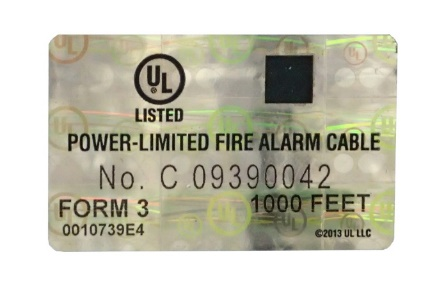 UL
LISTED
POWER-LIMITED FIRE ALARM CABLE
No. C 09390042
FORM 3 1000 FEET
0010739E4 ©2013 UL LLC